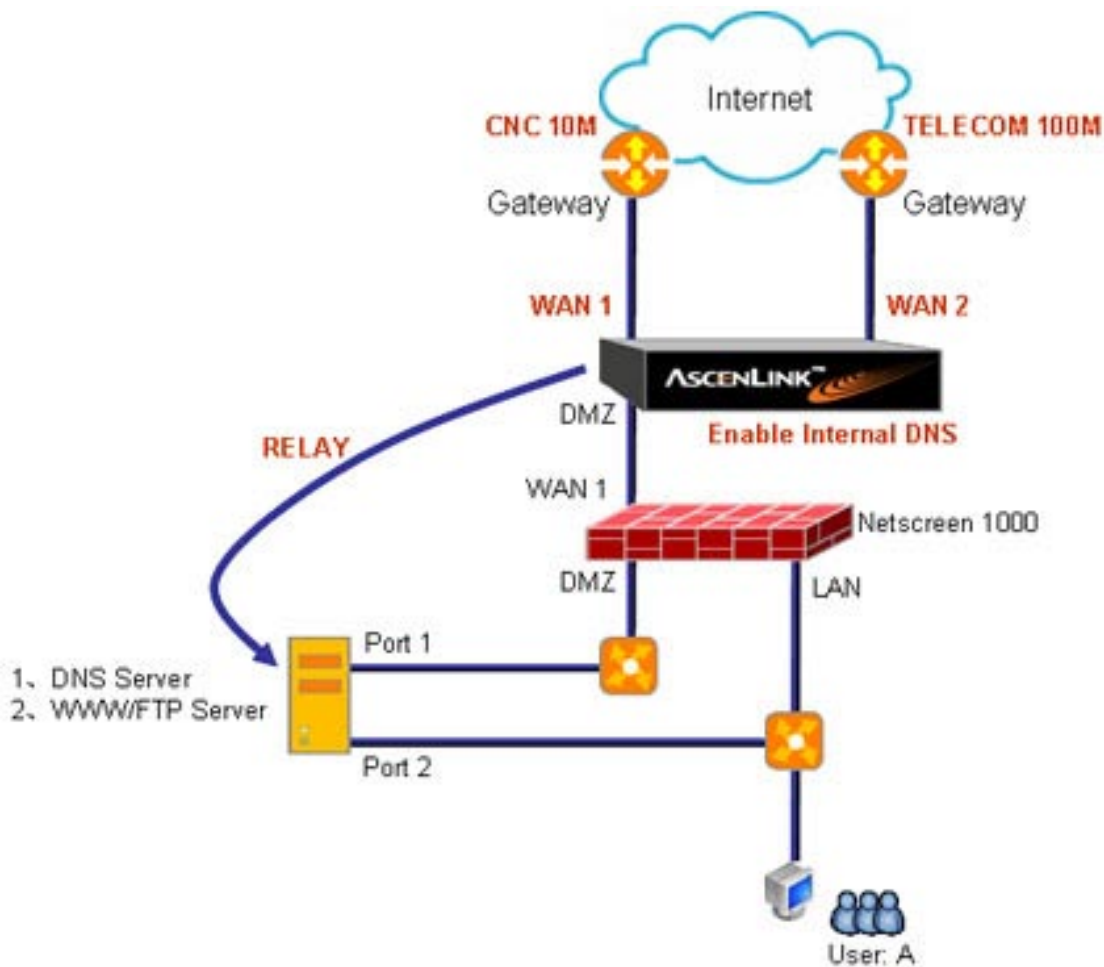 Internet
CNC 10M
TELECOM 100M
Gateway
Gateway
WAN 1
WAN 2
ASCENLINK™
DMZ
Enable Internal DNS
RELAY
WAN 1
Netscreen 1000
DMZ
LAN
Port 1
1、DNS Server
2、WWW/FTP Server
Port 2
User: A